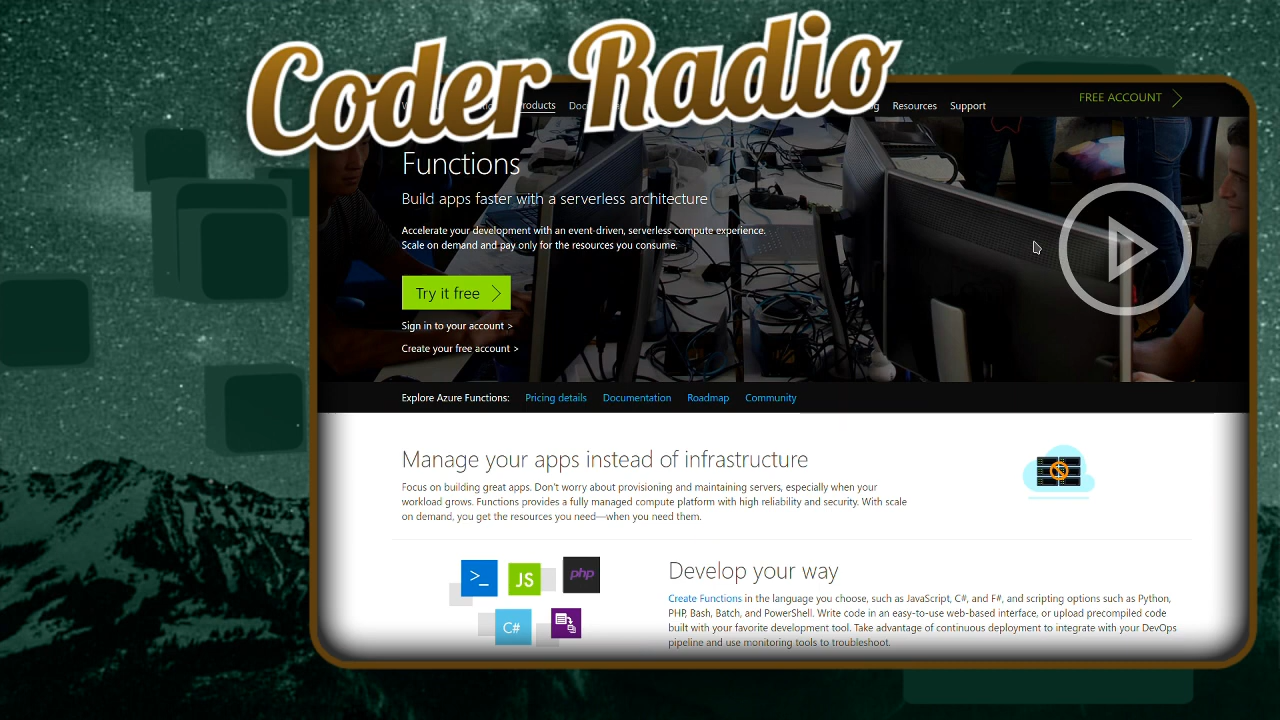 Coder Radio
Products
Resources
Support
FREE ACCOUNT
Functions
Build apps faster with a serverless architecture
Accelerate your development with an event-driven, serverless compute experience.
Scale on demand and pay only for the resources you consume.
Try it free
Sign in to your account >
Create your free account >
Explore Azure Functions: Pricing details Documentation Roadmap Community
Manage your apps instead of infrastructure
Focus on building great apps. Don't worry about provisioning and maintaining servers, especially when your
workload grows. Functions provides a fully managed compute platform with high reliability and security. With scale
on demand, you get the resources you need—when you need them.
>_ JS php
C#
Develop your way
Create Functions in the language you choose, such as JavaScript, C#, and F#, and scripting options such as Python,
PHP, Bash, Batch, and PowerShell. Write code in an easy-to-use web-based interface, or upload precompiled code
built with your favorite development tool. Take advantage of continuous deployment to integrate with your DevOps
pipeline and use monitoring tools to troubleshoot.